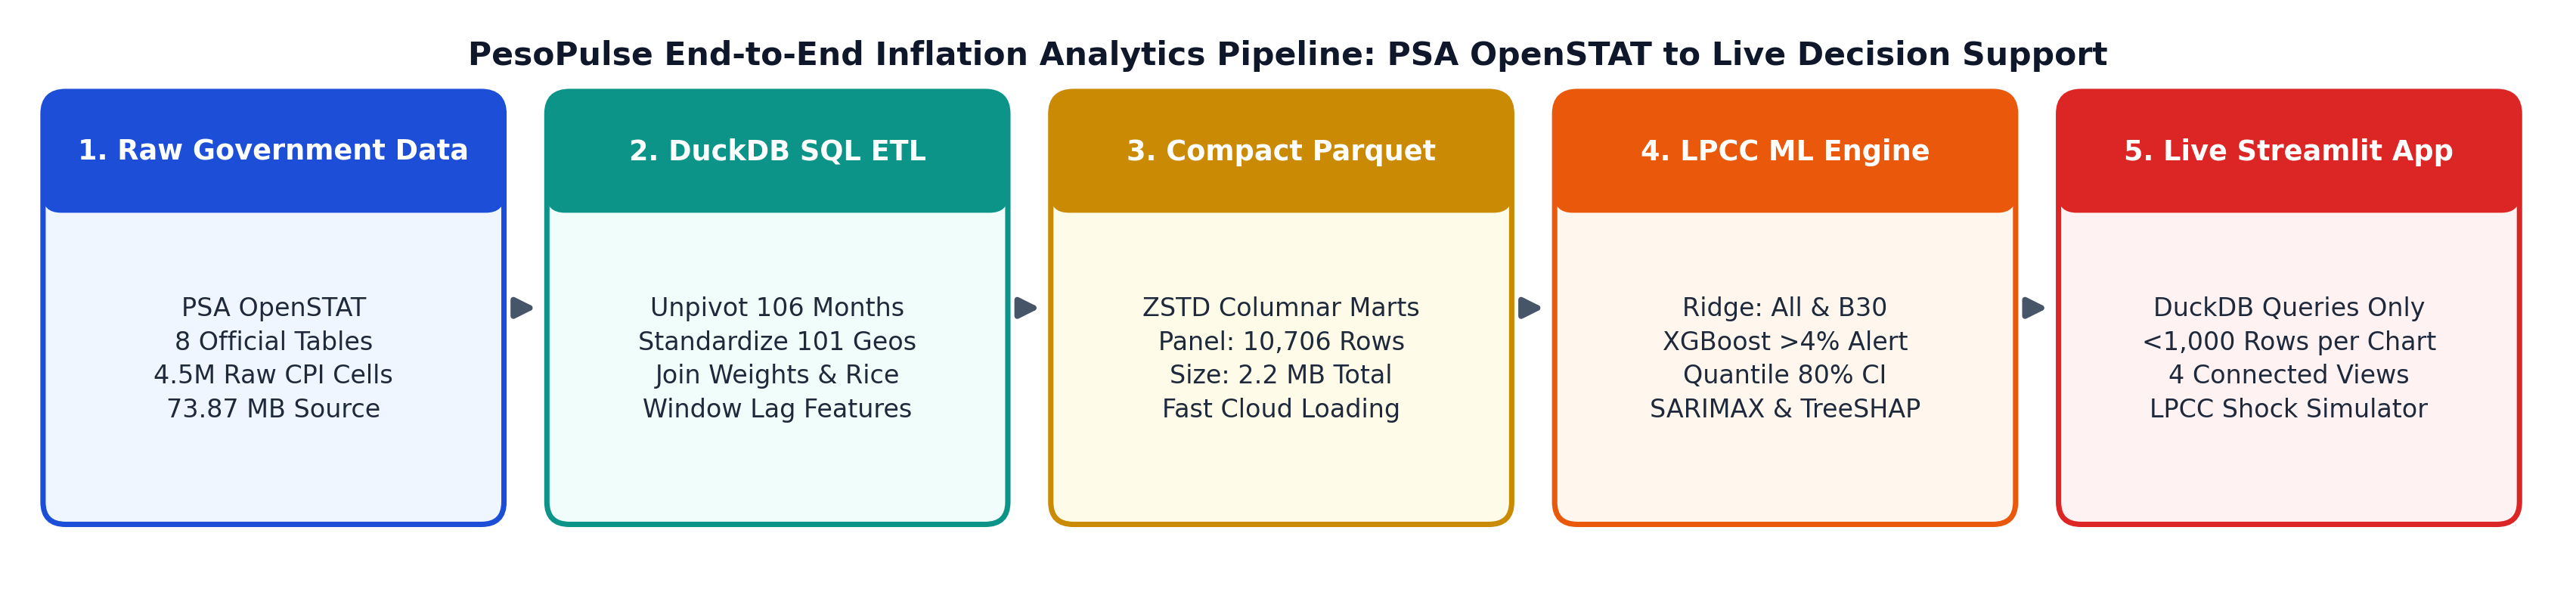 PesoPulse End-to-End Inflation Analytics Pipeline: PSA OpenSTAT to Live Decision Support
1. Raw Government Data
PSA OpenSTAT
8 Official Tables
4.5M Raw CPI Cells
73.87 MB Source
2. DuckDB SQL ETL
Unpivot 106 Months
Standardize 101 Geos
Join Weights & Rice
Window Lag Features
3. Compact Parquet
ZSTD Columnar Marts
Panel: 10,706 Rows
Size: 2.2 MB Total
Fast Cloud Loading
4. LPCC ML Engine
Ridge: All & B30
XGBoost >4% Alert
Quantile 80% CI
SARIMAX & TreeSHAP
5. Live Streamlit App
DuckDB Queries Only
<1,000 Rows per Chart
4 Connected Views
LPCC Shock Simulator